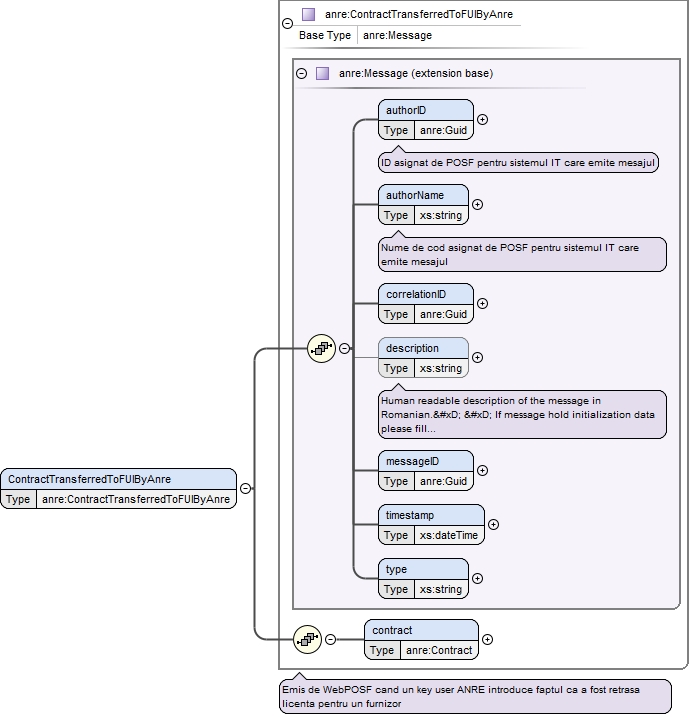 anre:ContractTransferredToFUIByAnre
Base Type anre:Message
anre:Message (extension base)
authorID
Type anre:Guid
ID asignat de POSF pentru sistemul IT care emite mesajul
authorName
Type xs:string
Nume de cod asignat de POSF pentru sistemul IT care
emite mesajul
correlationID
Type anre:Guid
description
Type xs:string
Human readable description of the message in
Romanian.&#xD; &#xD; If message hold initialization data
please fill...
messageID
Type anre:Guid
timestamp
Type xs:dateTime
type
Type xs:string
ContractTransferredToFUIByAnre
Type anre:ContractTransferredToFUIByAnre
contract
Type anre:Contract
Emis de WebPOSF cand un key user ANRE introduce faptul ca a fost retrasa
licenta pentru un furnizor